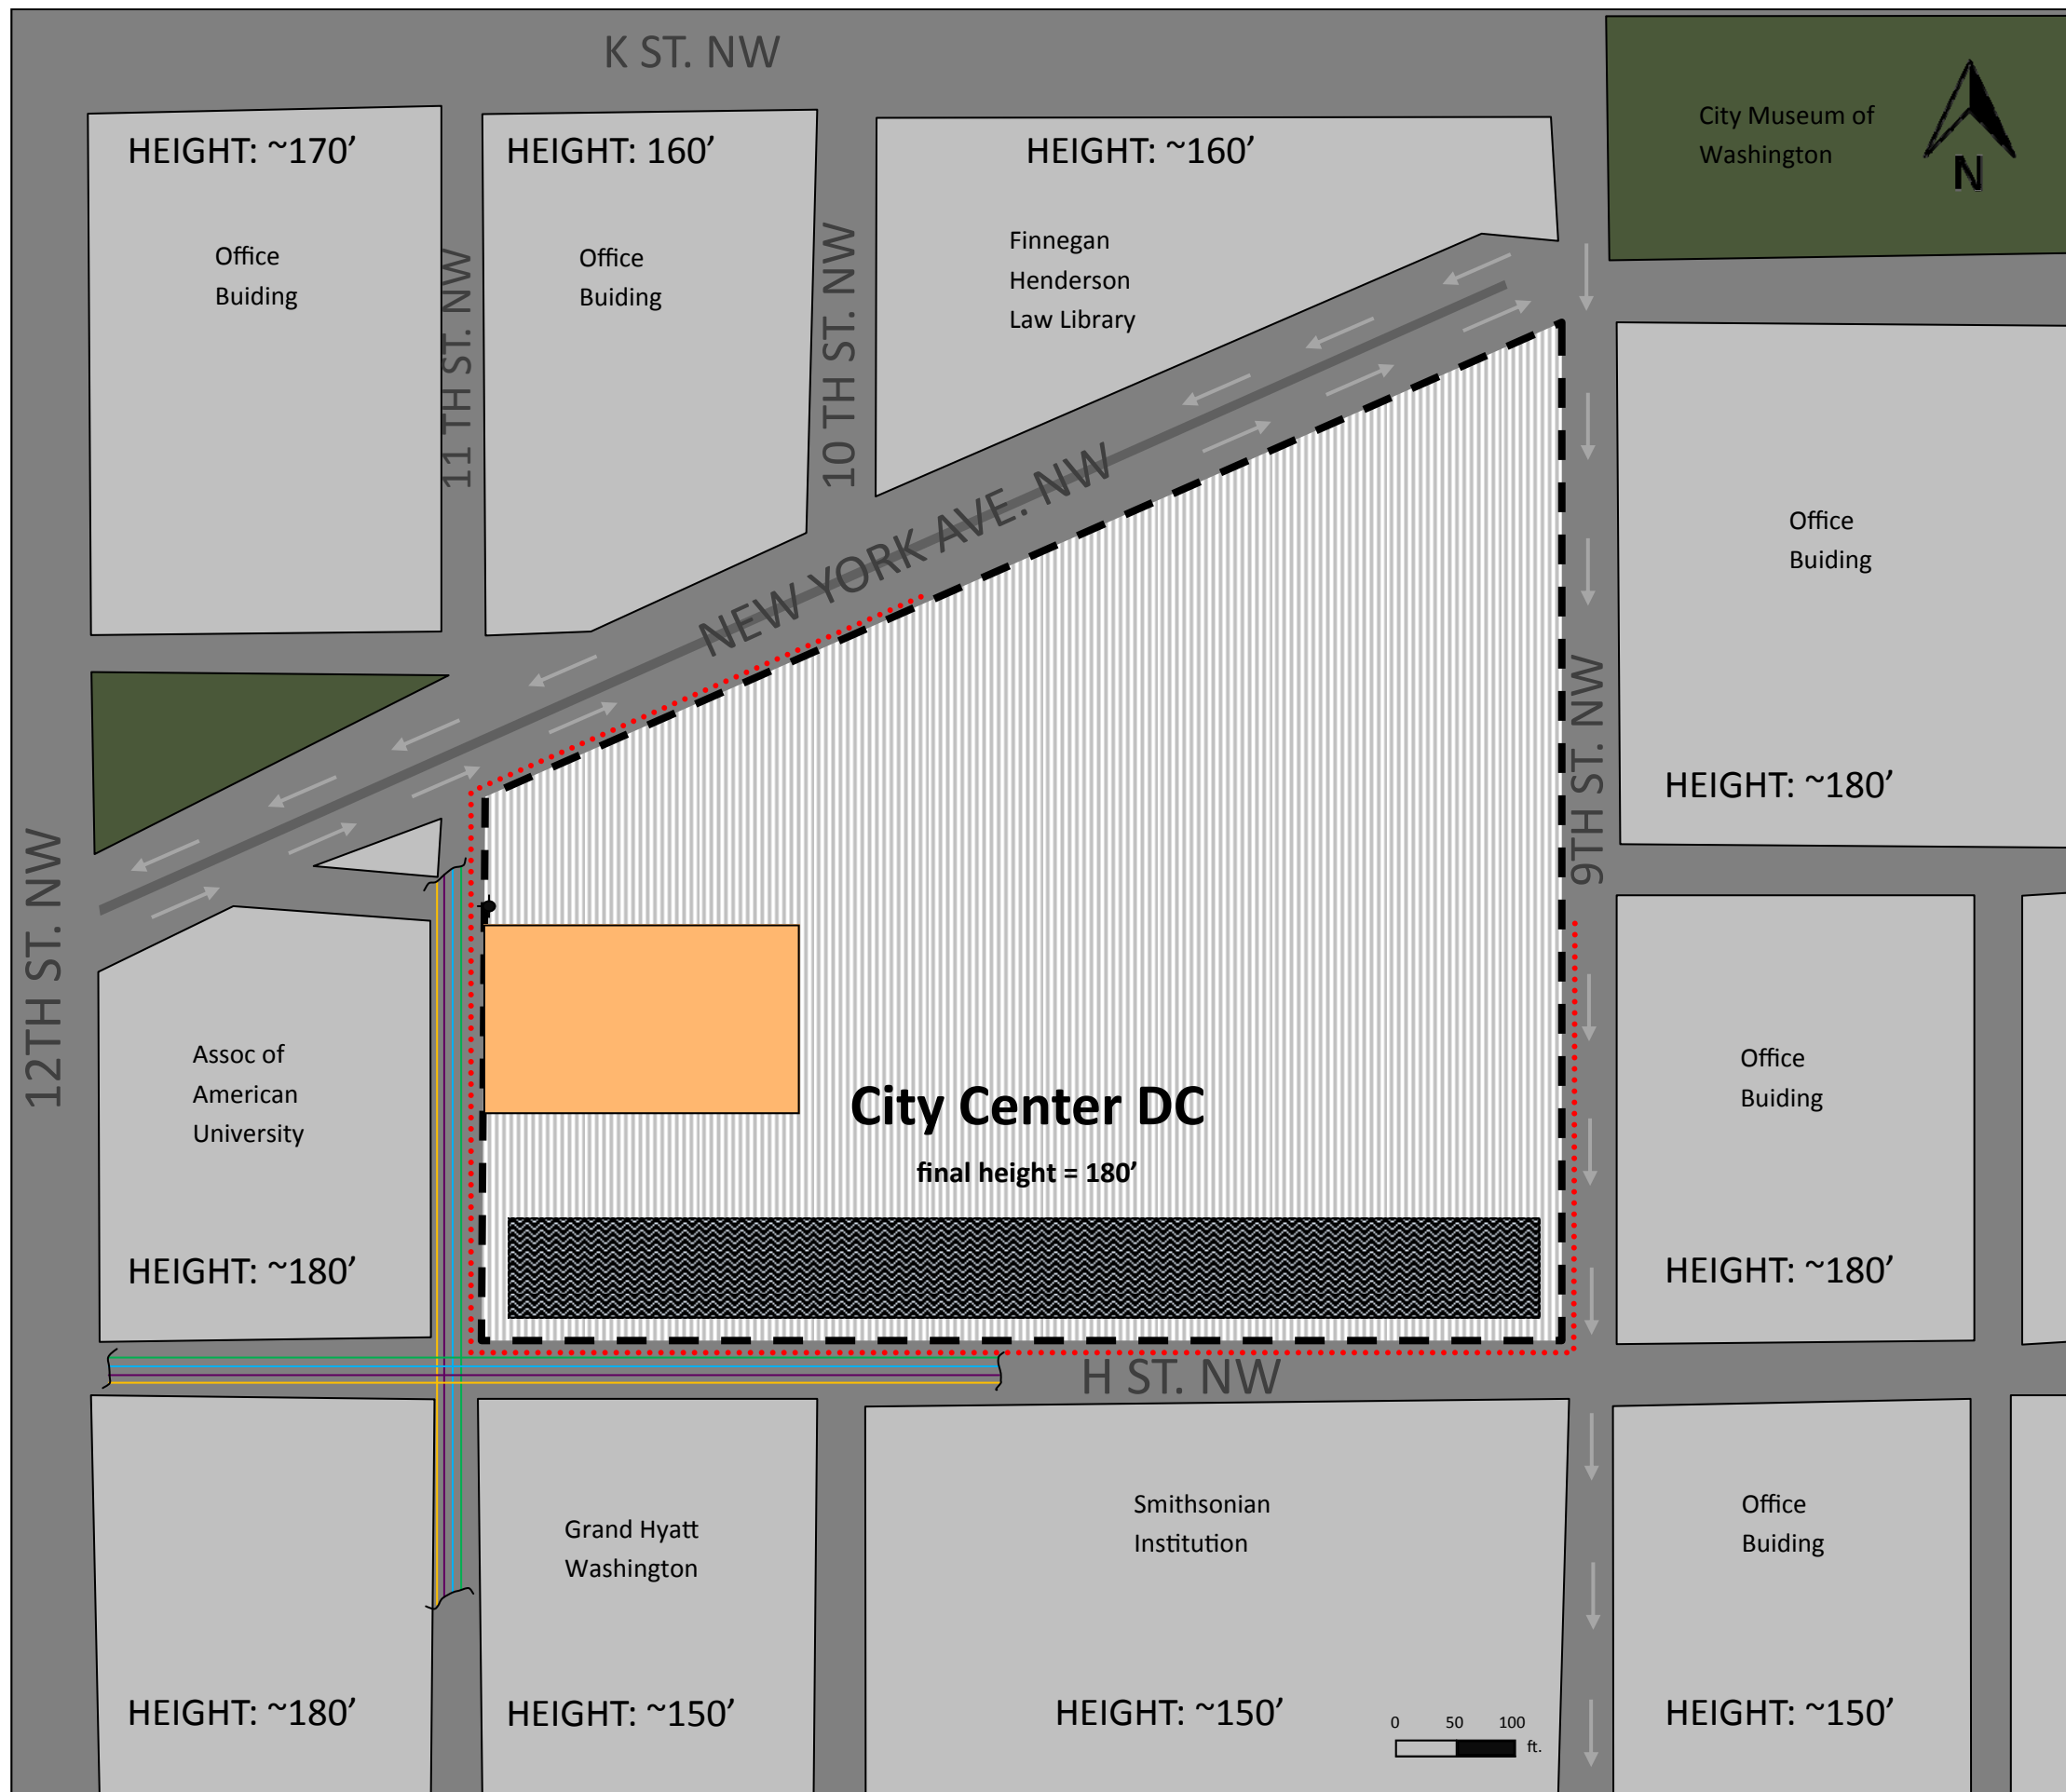 K ST. NW
HEIGHT: ~170’
HEIGHT: 160’
HEIGHT: ~160’
City Museum of
Washington
N
Office
Buiding
Office
Buiding
Finnegan
Henderson
Law Library
11 TH ST. NW
10 TH ST. NW
NEW YORK AVE. NW
Office
Buiding
HEIGHT: ~180’
9TH ST. NW
12TH ST. NW
Assoc of
American
University
HEIGHT: ~180’
City Center DC
final height = 180’
Office
Buiding
HEIGHT: ~180’
H ST. NW
Grand Hyatt
Washington
Smithsonian
Institution
Office
Buiding
HEIGHT: ~180’
HEIGHT: ~150’
HEIGHT: ~150’
0 50 100
ft.
HEIGHT: ~150’